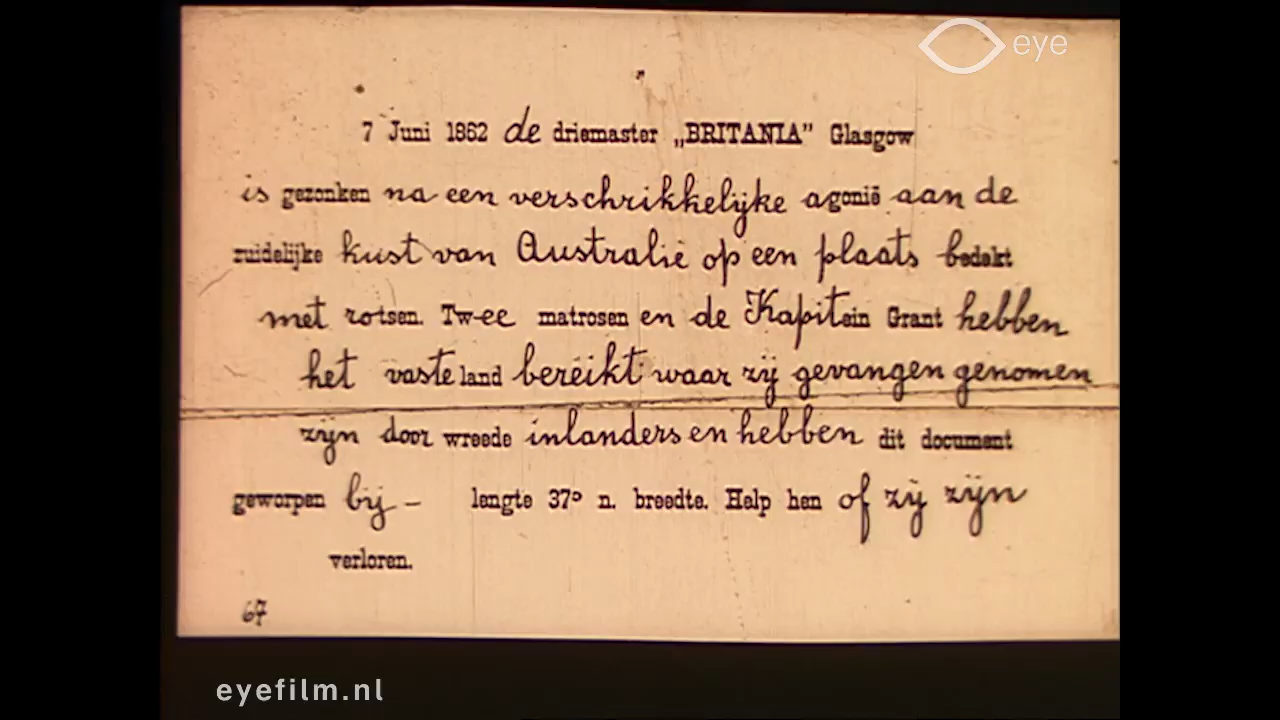 eye
7 Juni 1862 de driemaster „BRITANIA” Glasgow
is gezonken na een verschrikkelijke agonië aan de
zuidelijke kust van Australië op een plaats bedekt
met rotsen. Twee matrosen en de Kapitein Grant hebben
het vasteland bereikt waar zij gevangen genomen
zijn door wreede inlanders en hebben dit document
geworpen bij – lengte 37° n. breedte. Help hen of zij zijn
verloren.
67
eyefilm.nl